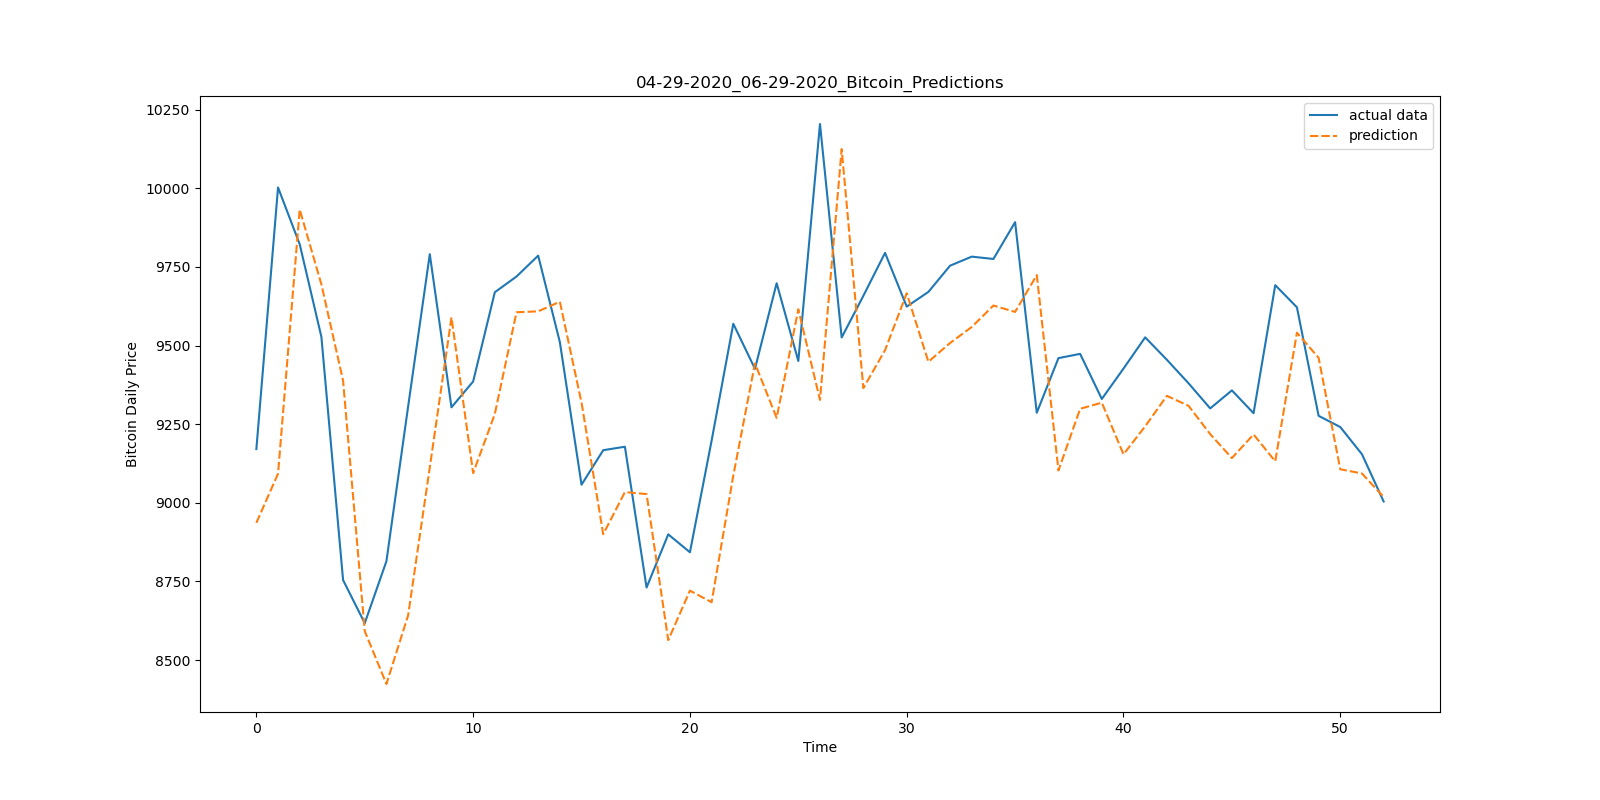 04-29-2020_06-29-2020_Bitcoin_Predictions
actual data
prediction
10250
10000
9750
9500
9250
9000
8750
8500
Bitcoin Daily Price
0
10
20
30
40
50
Time